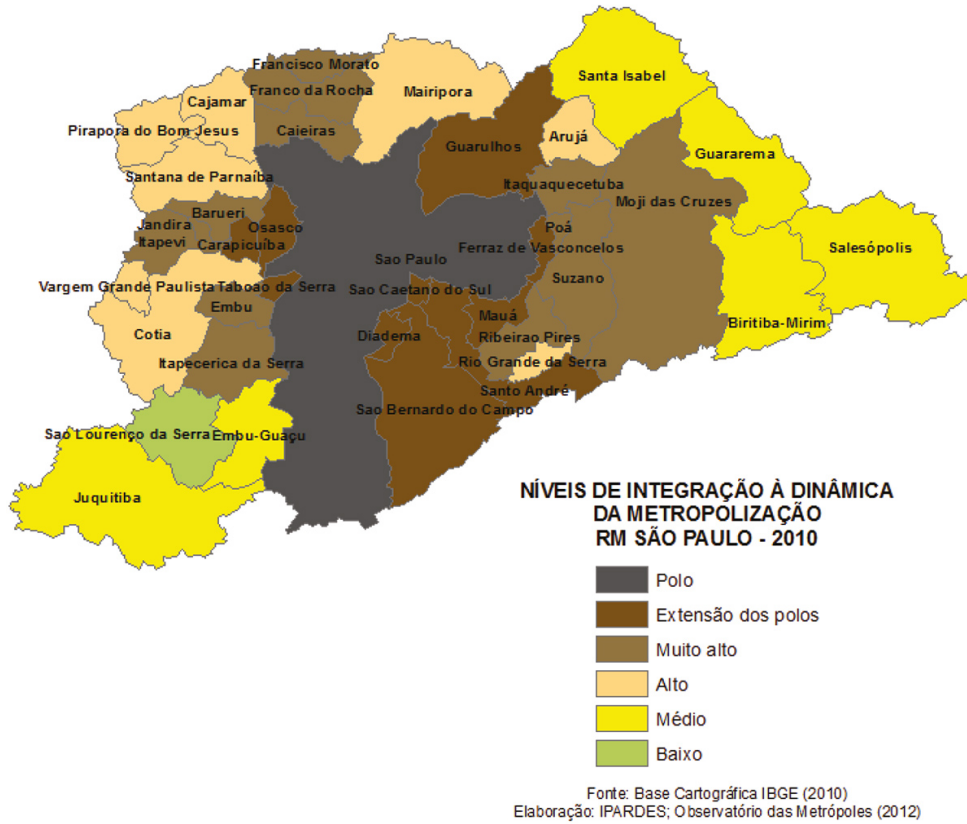 Francisco Morato
Franco da Rocha
Mairipora
Santa Isabel
Cajamar
Pirapora do Bom Jesus
Caieiras
Arujá
Guarulhos
Guararema
Santana de Parnaíba
Itaquaquecetuba
Moji das Cruzes
Barueri
Jandira
Osasco
Poá
Itapevi
Carapicuíba
Ferraz de Vasconcelos
Salesópolis
Sao Paulo
Suzano
Vargem Grande Paulista
Taboao da Serra
Sao Caetano do Sul
Embu
Mauá
Biritiba-Mirim
Cotia
Diadema
Ribeirao Pires
Itapecerica da Serra
Rio Grande da Serra
Santo André
Sao Bernardo do Campo
Sao Lourenço da Serra
Embu-Guaçu
Juquitiba
NÍVEIS DE INTEGRAÇÃO À DINÂMICA
DA METROPOLIZAÇÃO
RM SÃO PAULO - 2010
Polo
Extensão dos polos
Muito alto
Alto
Médio
Baixo
Fonte: Base Cartográfica IBGE (2010)
Elaboração: IPARDES; Observatório das Metrópoles (2012)